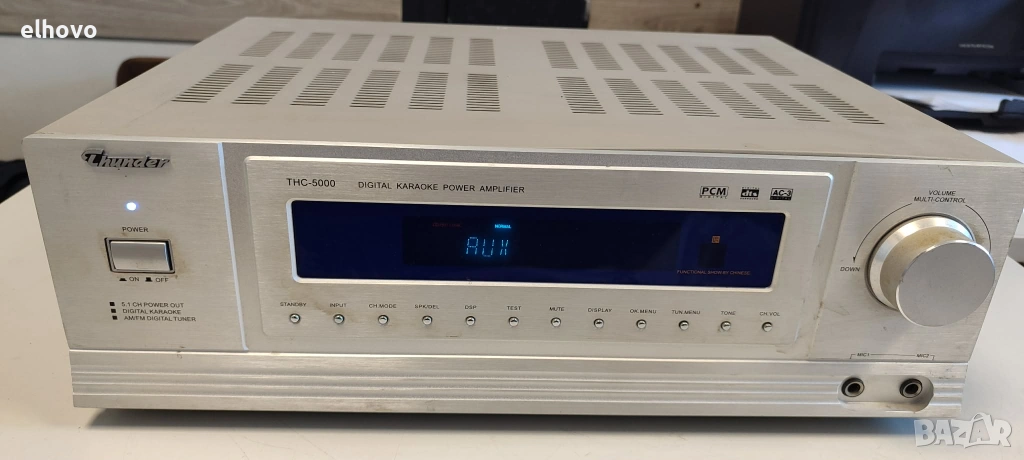 elhovo
Thunder
THC-5000 DIGITAL KARAOKE POWER AMPLIFIER
PCM
DIGITAL
dts
AC-3
VOLUME
MULTI-CONTROL
DOWN
POWER
ON OFF
5.1 CH POWER OUT
DIGITAL KARAOKE
AM/FM DIGITAL TUNER
NORMAL
AUX
FUNCTIONAL SHOW BY CHINESE
STANDBY INPUT CH.MODE SPK/DEL DSP TEST MUTE DISPLAY OK.MENU TUN.MENU TONE CH.VOL
MIC1 MIC2
BAZAR